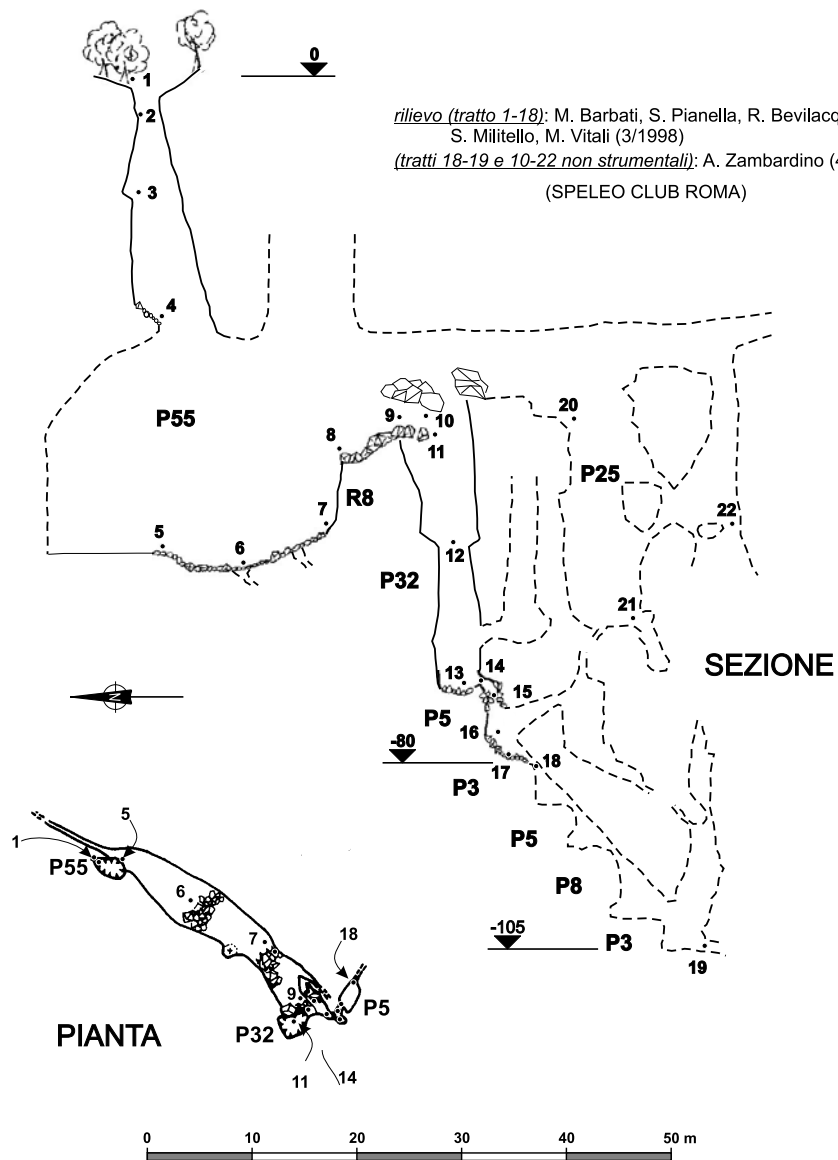 0
1
2
rilievo (tratto 1-18): M. Barbati, S. Pianella, R. Bevilacq
S. Militello, M. Vitali (3/1998)
(tratti 18-19 e 10-22 non strumentali): A. Zambardino (4
(SPELEO CLUB ROMA)
3
4
P55
9
10
20
8
11
P25
R8
7
22
5
6
12
P32
21
SEZIONE
13
14
15
P5
16
-80
17
18
P3
P5
P8
-105
P3
19
N
1
5
P55
6
7
18
9
P5
P32
PIANTA
11
14
0 10 20 30 40 50 m